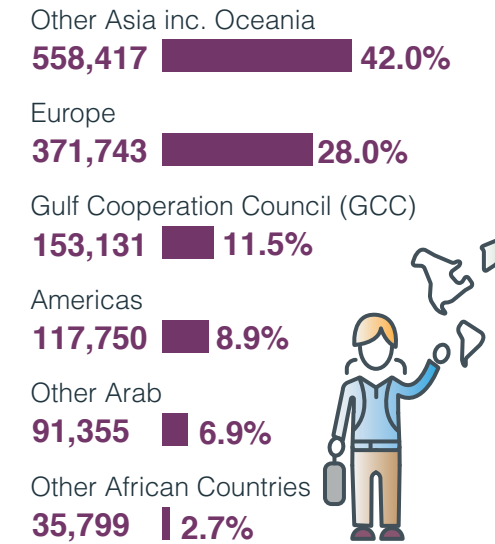 Other Asia inc. Oceania
558,417 42.0%
Europe
371,743 28.0%
Gulf Cooperation Council (GCC)
153,131 11.5%
Americas
117,750 8.9%
Other Arab
91,355 6.9%
Other African Countries
35,799 2.7%